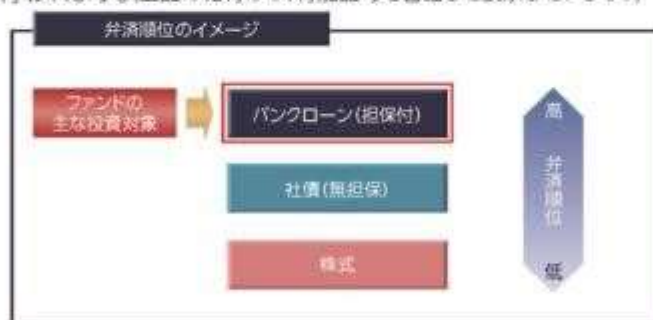 弁済順位のイメージ
ファンドの
主な投資対象
バンクローン(担保付)
高
社債(無担保)
弁済順位
株式
低